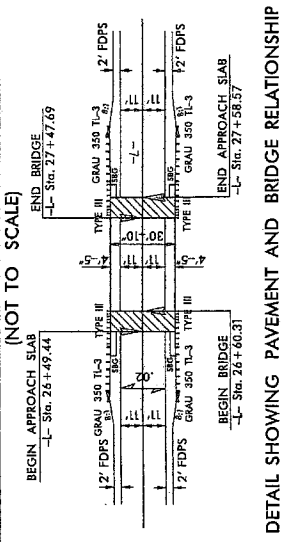 (NOT TO SCALE)
BEGIN APPROACH SLAB
-L- Sta. 26+49.44
END BRIDGE
-L- Sta. 27+47.69
2' FDPS
GRAU 350 TL-3
TYPE III
SBG
TYPE III
SBG
GRAU 350 TL-3
2' FDPS
11'
11'
.02
4'-5"
11'
11'
4'-5"
30'-10"
-L-
11'
11'
2' FDPS
GRAU 350 TL-3
SBG
TYPE III
TYPE III
SBG
GRAU 350 TL-3
2' FDPS
BEGIN BRIDGE
-L- Sta. 26+60.31
END APPROACH SLAB
-L- Sta. 27+58.57
DETAIL SHOWING PAVEMENT AND BRIDGE RELATIONSHIP